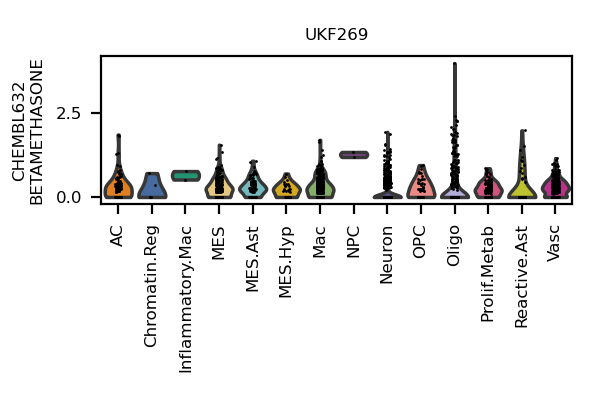 UKF269
CHEMBL632
BETAMETHASONE
2.5
0.0
AC
Chromatin.Reg
Inflammatory.Mac
MES
MES.Ast
MES.Hyp
Mac
NPC
Neuron
OPC
Oligo
Prolif.Metab
Reactive.Ast
Vasc